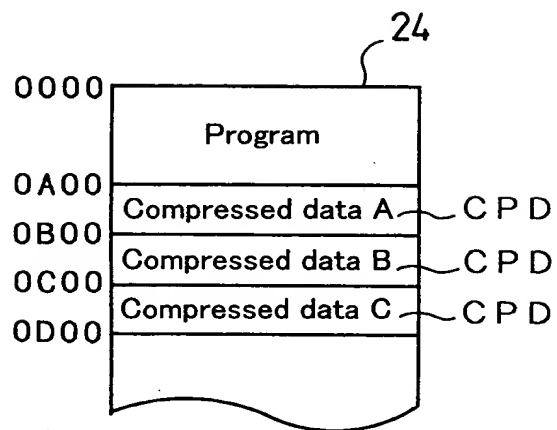 24
0000
Program
0A00
Compressed data A CPD
0B00
Compressed data B CPD
0C00
Compressed data C CPD
0D00